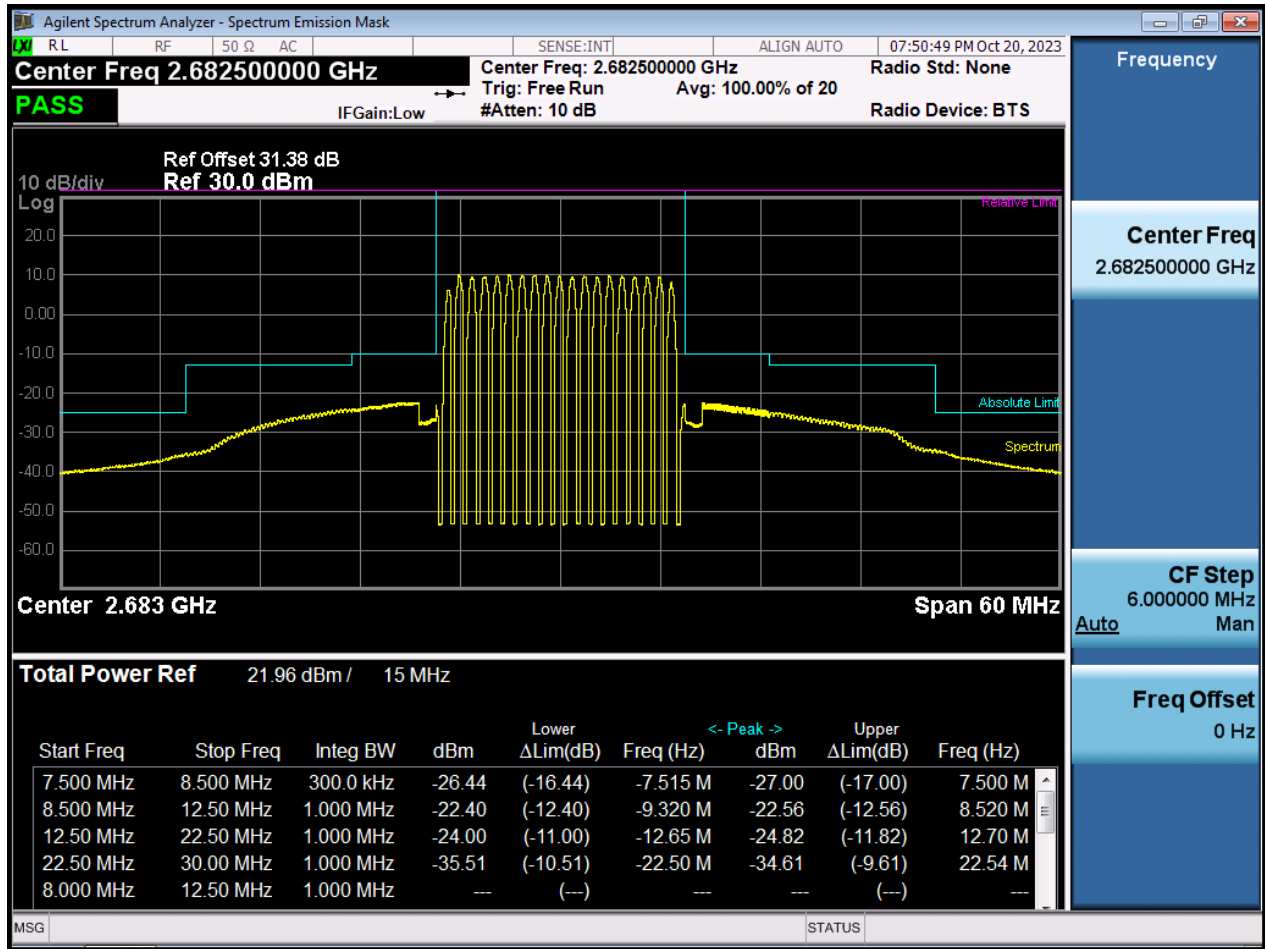 Agilent Spectrum Analyzer - Spectrum Emission Mask
LXI RL RF 50 Ω AC SENSE:INT ALIGN AUTO 07:50:49 PM Oct 20, 2023
Center Freq 2.682500000 GHz
Center Freq: 2.682500000 GHz Radio Std: None
Trig: Free Run Avg: 100.00% of 20
PASS
IFGain:Low #Atten: 10 dB Radio Device: BTS
Ref Offset 31.38 dB
10 dB/div Ref 30.0 dBm
Log
Relative Limit
20.0
10.0
0.00
-10.0
-20.0
Absolute Limit
-30.0
Spectrum
-40.0
-50.0
-60.0
Center 2.683 GHz Span 60 MHz
Total Power Ref 21.96 dBm / 15 MHz
Lower <- Peak -> Upper
Start Freq Stop Freq Integ BW dBm ΔLim(dB) Freq (Hz) dBm ΔLim(dB) Freq (Hz)
7.500 MHz 8.500 MHz 300.0 kHz -26.44 (-16.44) -7.515 M -27.00 (-17.00) 7.500 M
8.500 MHz 12.50 MHz 1.000 MHz -22.40 (-12.40) -9.320 M -22.56 (-12.56) 8.520 M
12.50 MHz 22.50 MHz 1.000 MHz -24.00 (-11.00) -12.65 M -24.82 (-11.82) 12.70 M
22.50 MHz 30.00 MHz 1.000 MHz -35.51 (-10.51) -22.50 M -34.61 (-9.61) 22.54 M
8.000 MHz 12.50 MHz 1.000 MHz --- (---) --- --- (---) ---
MSG STATUS
Frequency
Center Freq
2.682500000 GHz
CF Step
6.000000 MHz
Auto Man
Freq Offset
0 Hz